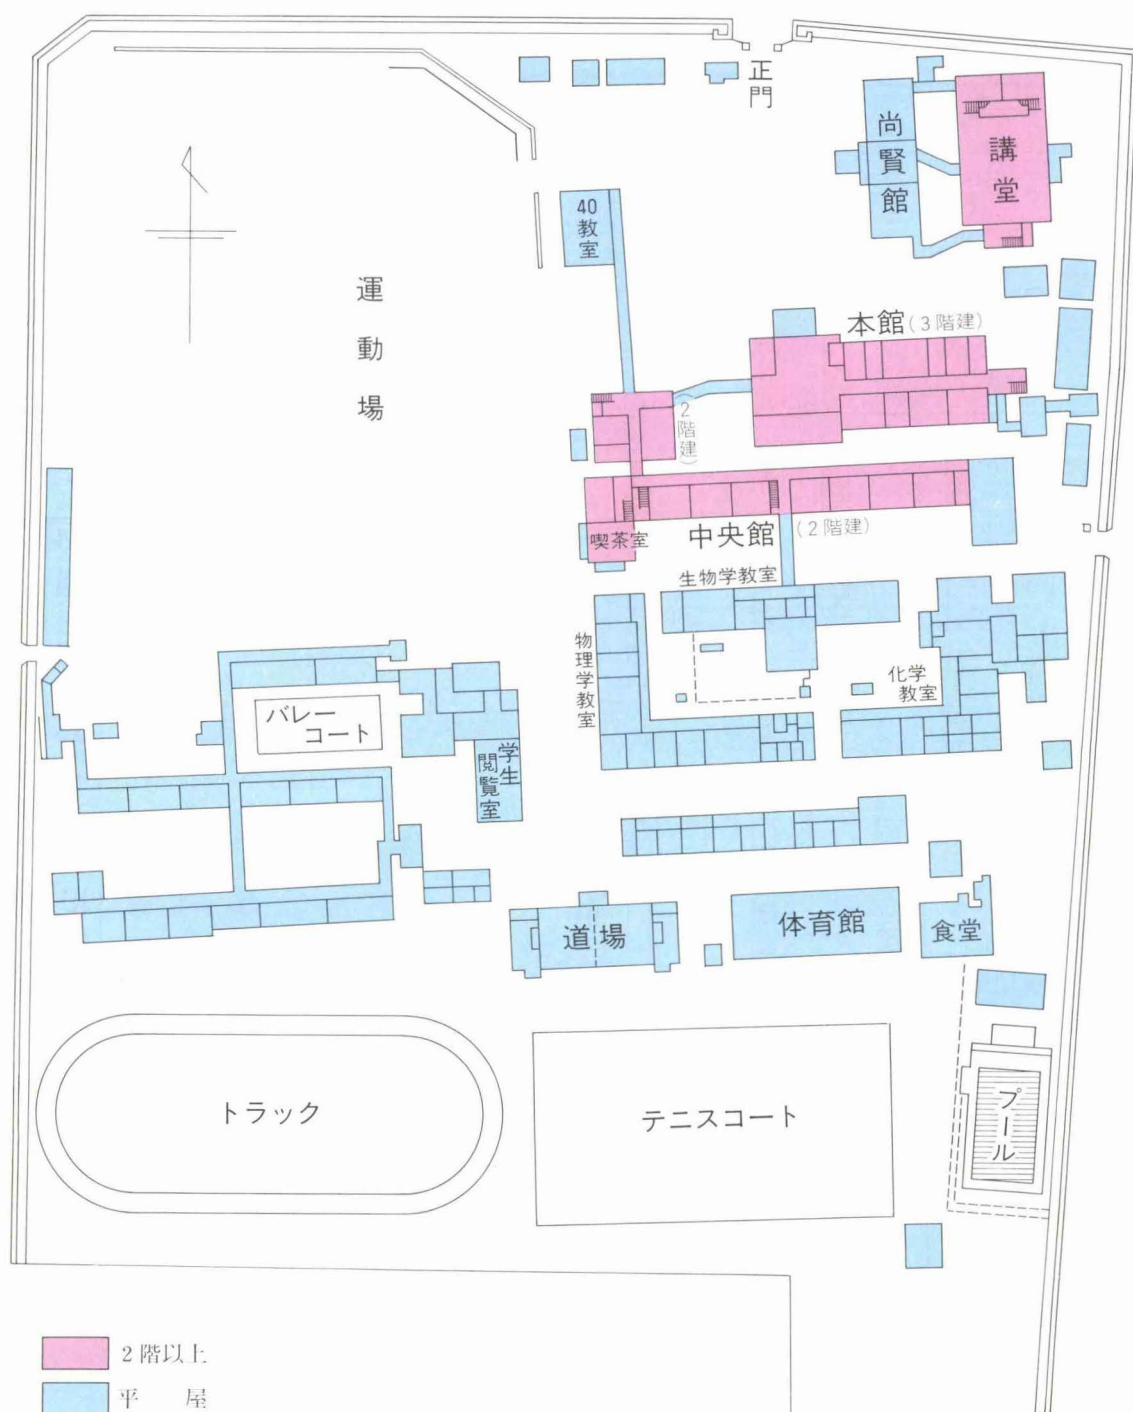 正門
尚賢館
講堂
40教室
運動場
本館(3階建)
(2階建)
喫茶室
中央館(2階建)
生物学教室
物理学教室
化学
教室
バレー
コート
学生
閲覧室
道場
体育館
食堂
トラック
テニスコート
プール
2階以上
平　屋